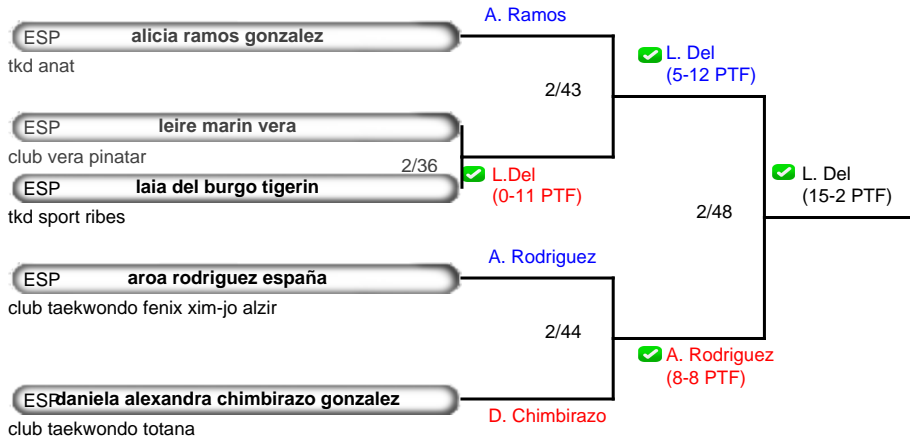 A. Ramos
ESP alicia ramos gonzalez
tkd anat
L. Del
(5-12 PTF)
2/43
ESP leire marin vera
club vera pinatar
2/36
L.Del
(0-11 PTF)
ESP laia del burgo tigerin
tkd sport ribes
L. Del
(15-2 PTF)
2/48
A. Rodriguez
ESP aroa rodriguez españa
club taekwondo fenix xim-jo alzir
2/44
A. Rodriguez
(8-8 PTF)
ESP daniela alexandra chimbirazo gonzalez
D. Chimbirazo
club taekwondo totana